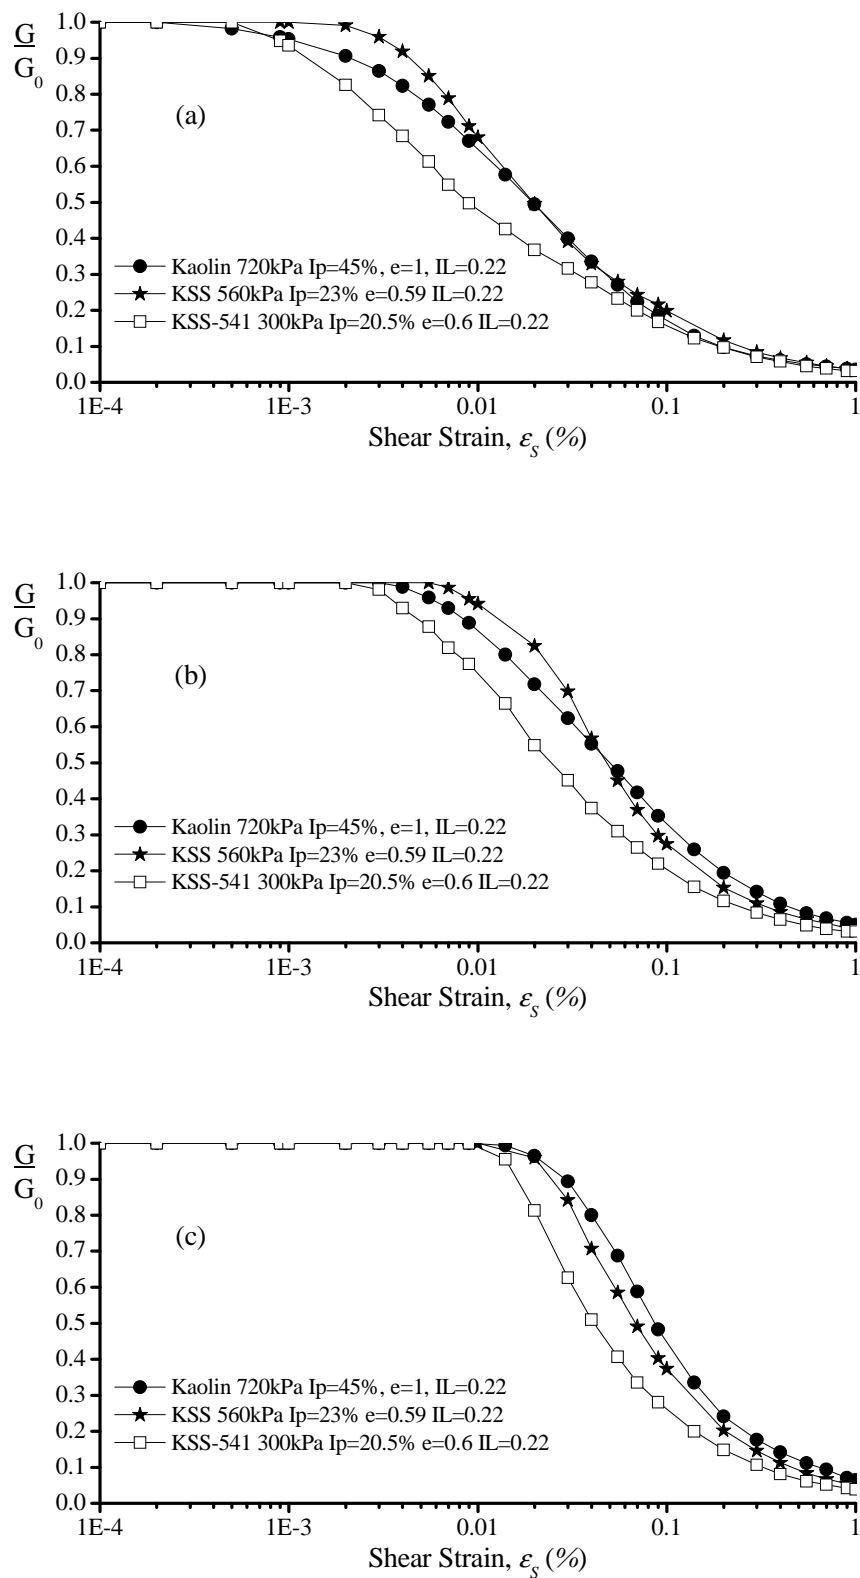 G
G0
1.0
0.9
0.8
0.7
0.6
0.5
0.4
0.3
0.2
0.1
0.0
(a)
Kaolin 720kPa Ip=45%, e=1, IL=0.22
KSS 560kPa Ip=23% e=0.59 IL=0.22
KSS-541 300kPa Ip=20.5% e=0.6 IL=0.22
1E-4 1E-3 0.01 0.1 1
Shear Strain, εS (%)
G
G0
1.0
0.9
0.8
0.7
0.6
0.5
0.4
0.3
0.2
0.1
0.0
(b)
Kaolin 720kPa Ip=45%, e=1, IL=0.22
KSS 560kPa Ip=23% e=0.59 IL=0.22
KSS-541 300kPa Ip=20.5% e=0.6 IL=0.22
1E-4 1E-3 0.01 0.1 1
Shear Strain, εS (%)
G
G0
1.0
0.9
0.8
0.7
0.6
0.5
0.4
0.3
0.2
0.1
0.0
(c)
Kaolin 720kPa Ip=45%, e=1, IL=0.22
KSS 560kPa Ip=23% e=0.59 IL=0.22
KSS-541 300kPa Ip=20.5% e=0.6 IL=0.22
1E-4 1E-3 0.01 0.1 1
Shear Strain, εS (%)